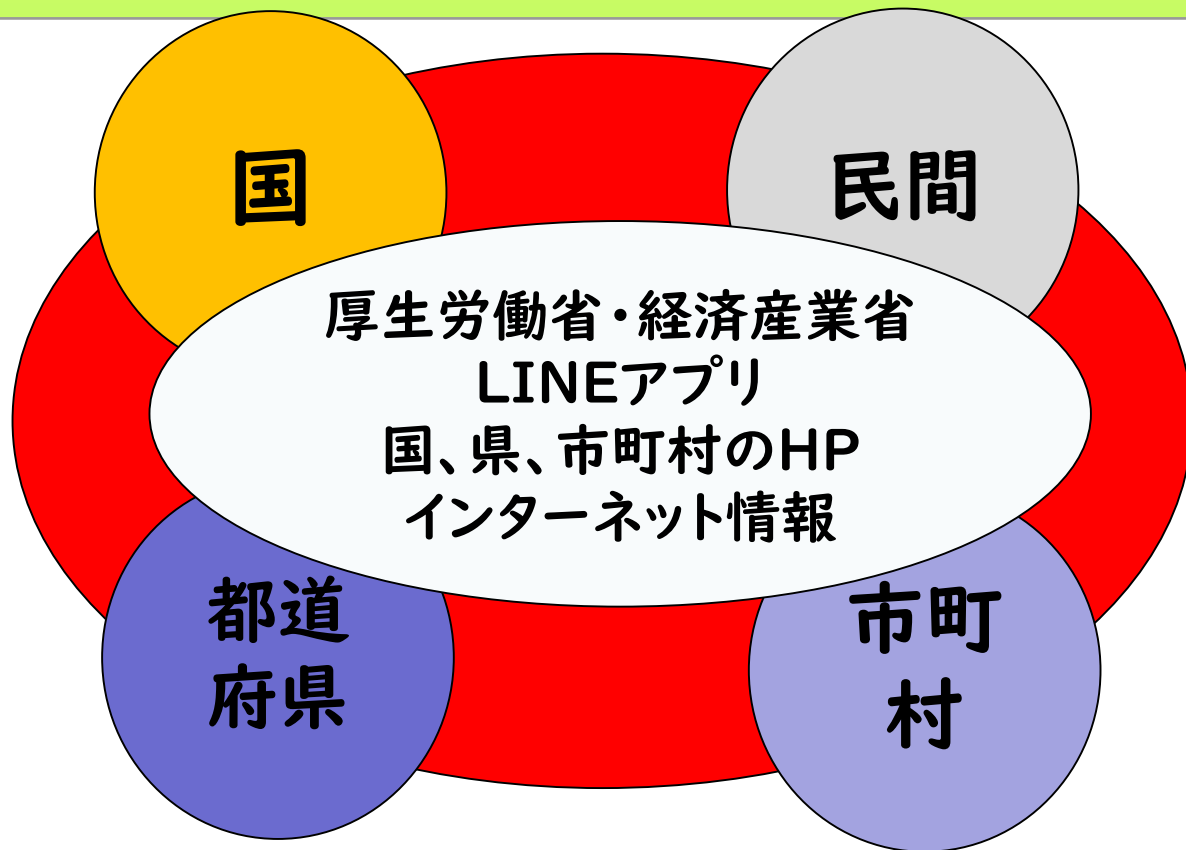 国
民間
厚生労働省・経済産業省
LINEアプリ
国、県、市町村のHP
インターネット情報
都道
府県
市町
村